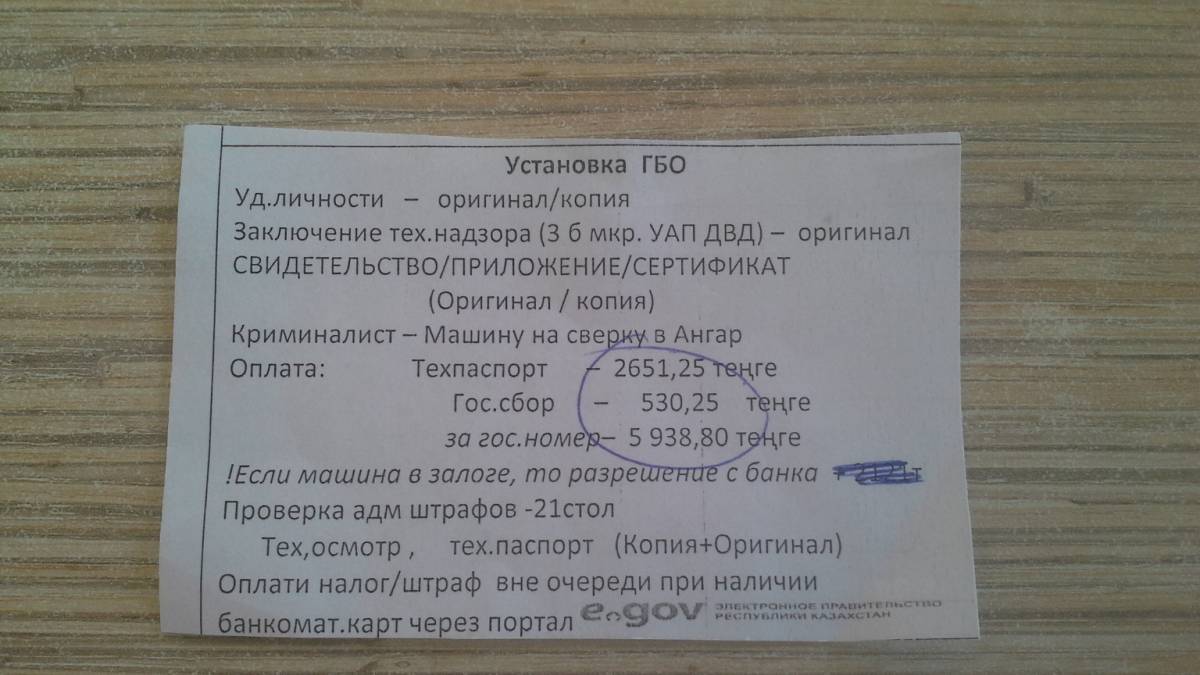 Установка ГБО
Уд.личности – оригинал/копия
Заключение тех.надзора (3 б мкр. УАП ДВД) – оригинал
СВИДЕТЕЛЬСТВО/ПРИЛОЖЕНИЕ/СЕРТИФИКАТ
(Оригинал / копия)
Криминалист – Машину на сверку в Ангар
Оплата: Техпаспорт – 2651,25 теңге
Гос.сбор – 530,25 теңге
за гос.номер– 5 938,80 теңге
!Если машина в залоге, то разрешение с банка
Проверка адм штрафов -21стол
Тех,осмотр , тех.паспорт (Копия+Оригинал)
Оплати налог/штраф вне очереди при наличии
банкомат.карт через портал egov ЭЛЕКТРОННОЕ ПРАВИТЕЛЬСТВО
РЕСПУБЛИКИ КАЗАХСТАН